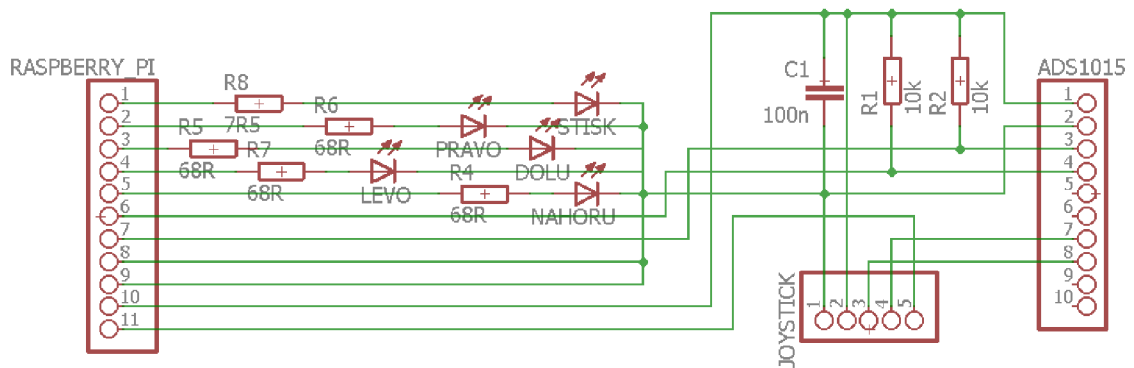 RASPBERRY_PI
1
2
3
4
5
6
7
8
9
10
11
R8
7R5
R6
68R
R5
68R
R7
68R
R4
68R
STISK
PRAVO
DOLU
LEVO
NAHORU
C1
100n
R1
10k
R2
10k
ADS1015
1
2
3
4
5
6
7
8
9
10
JOYSTICK
1
2
3
4
5